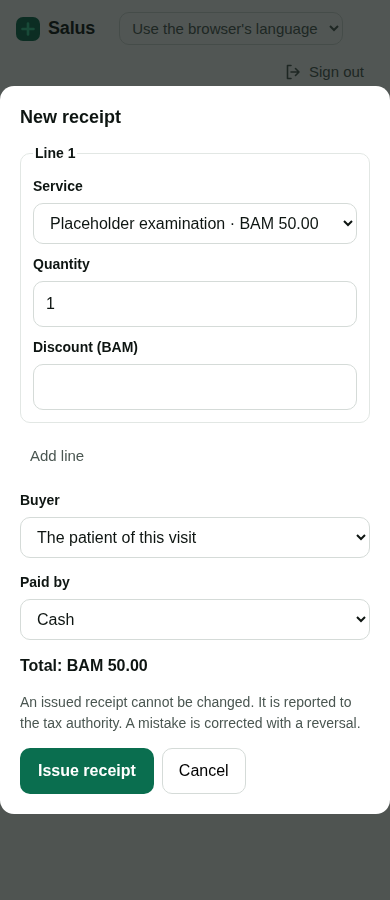 Salus
Use the browser's language
Sign out
New receipt
Line 1
Service
Placeholder examination · BAM 50.00
Quantity
1
Discount (BAM)
Add line
Buyer
The patient of this visit
Paid by
Cash
Total: BAM 50.00
An issued receipt cannot be changed. It is reported to
the tax authority. A mistake is corrected with a reversal.
Issue receipt
Cancel